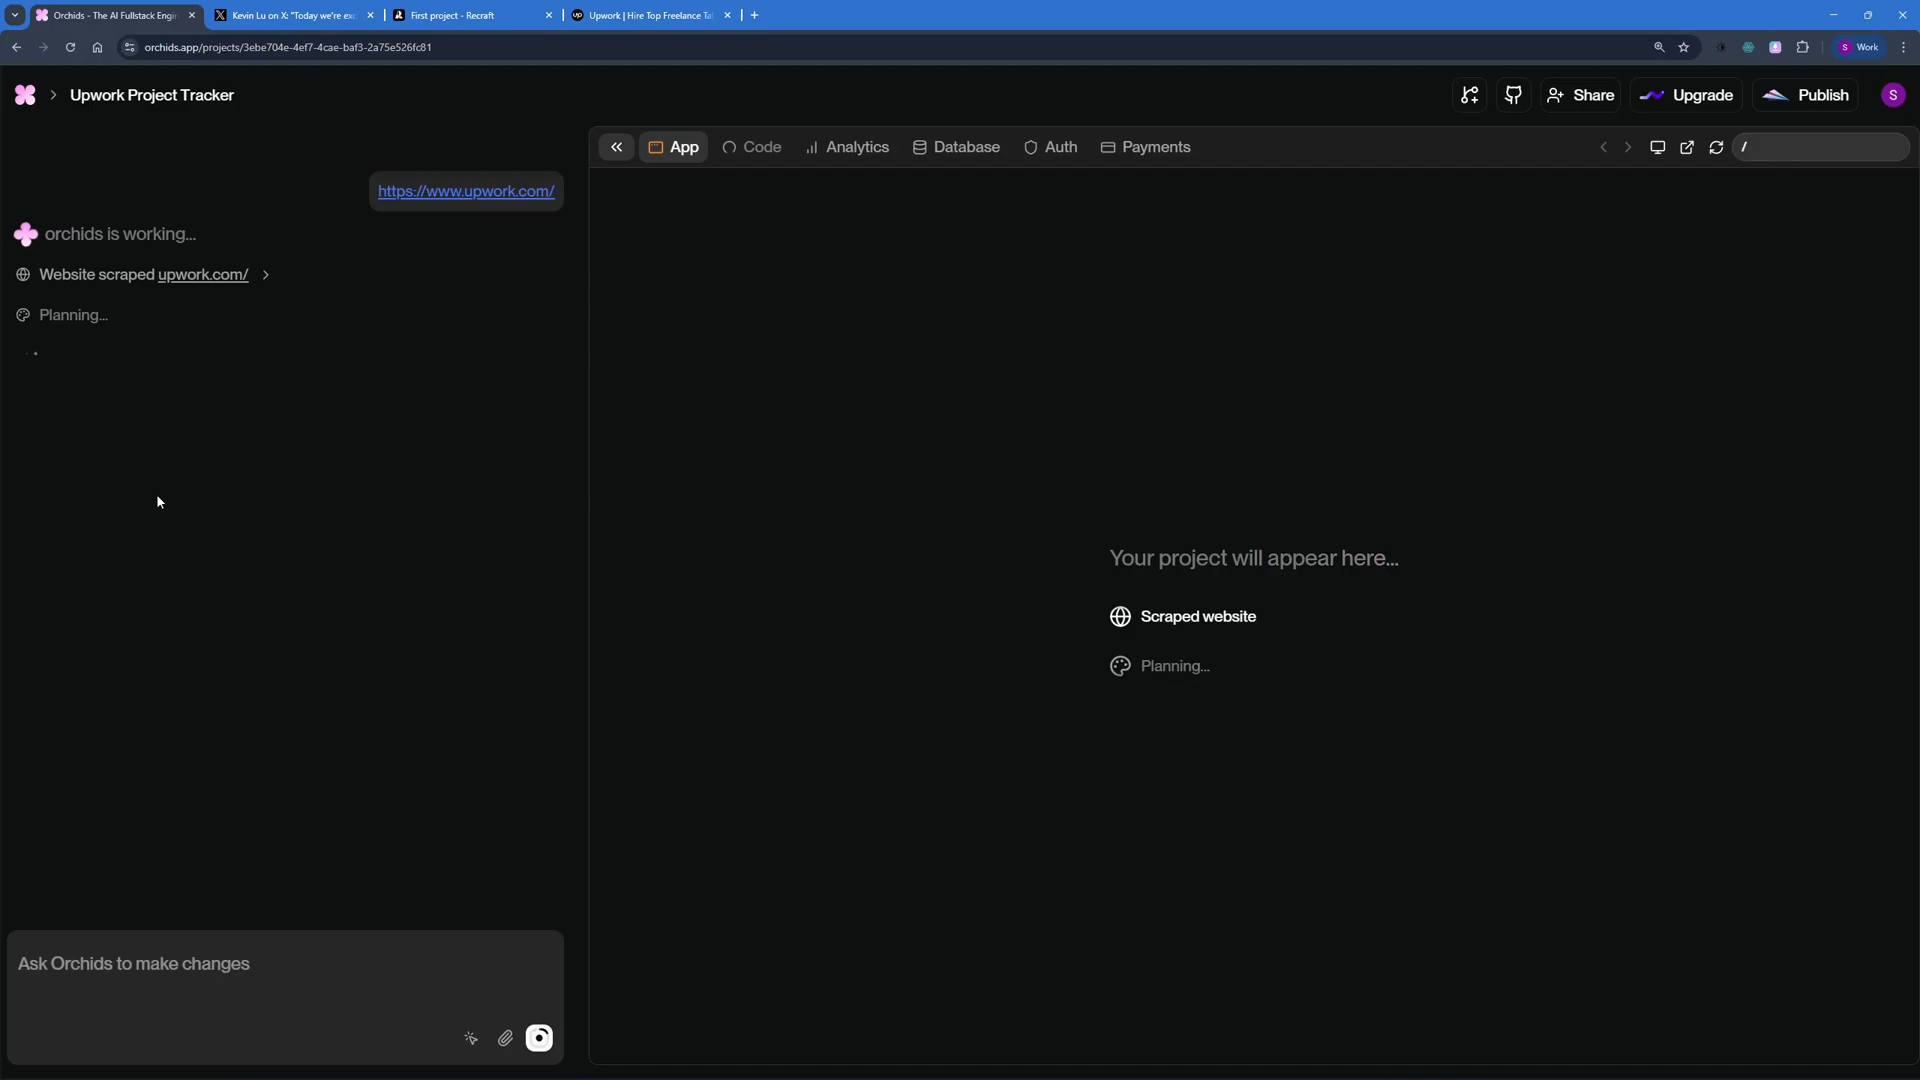 Orchids - The AI Fullstack Engin
Kevin Lu on X: "Today we're exc
First project - Recraft
up
Upwork | Hire Top Freelance Ta
orchids.app/projects/3ebe704e-4ef7-4cae-baf3-2a75e526fc81
S
Work
Upwork Project Tracker
Share
Upgrade
Publish
S
App
Code
Analytics
Database
Auth
Payments
/
https://www.upwork.com/
orchids is working...
Website scraped upwork.com/
Planning...
Your project will appear here...
Scraped website
Planning...
Ask Orchids to make changes